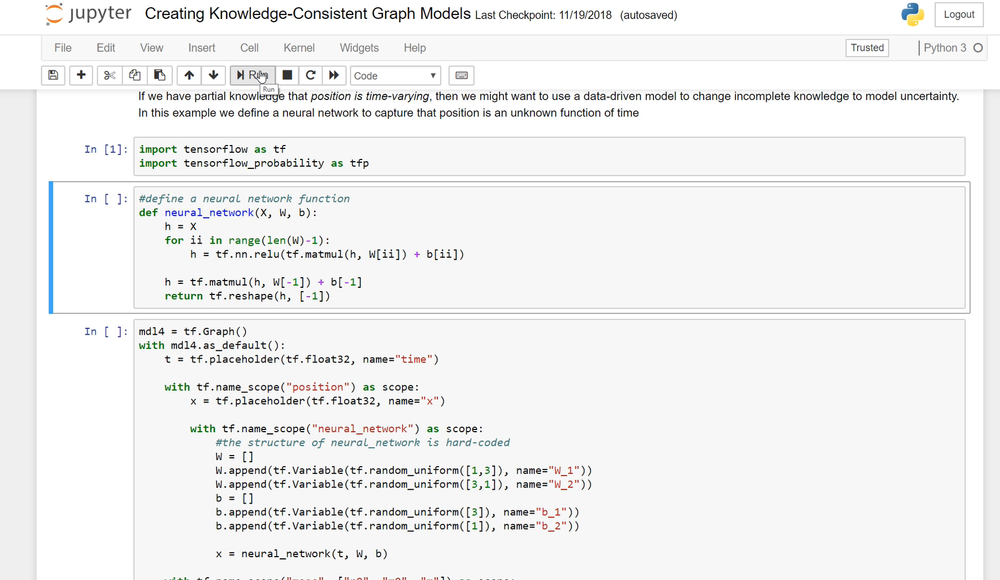 jupyter Creating Knowledge-Consistent Graph Models Last Checkpoint: 11/19/2018 (autosaved) Logout
File Edit View Insert Cell Kernel Widgets Help Trusted Python 3
Run Code
Run
If we have partial knowledge that position is time-varying, then we might want to use a data-driven model to change incomplete knowledge to model uncertainty.
In this example we define a neural network to capture that position is an unknown function of time
In [1]: import tensorflow as tf
import tensorflow_probability as tfp
In [ ]: #define a neural network function
def neural_network(X, W, b):
    h = X
    for ii in range(len(W)-1):
        h = tf.nn.relu(tf.matmul(h, W[ii]) + b[ii])
    h = tf.matmul(h, W[-1]) + b[-1]
    return tf.reshape(h, [-1])
In [ ]: mdl4 = tf.Graph()
with mdl4.as_default():
    t = tf.placeholder(tf.float32, name="time")
    with tf.name_scope("position") as scope:
        x = tf.placeholder(tf.float32, name="x")
        with tf.name_scope("neural_network") as scope:
            #the structure of neural_network is hard-coded
            W = []
            W.append(tf.Variable(tf.random_uniform([1,3]), name="W_1"))
            W.append(tf.Variable(tf.random_uniform([3,1]), name="W_2"))
            b = []
            b.append(tf.Variable(tf.random_uniform([3]), name="b_1"))
            b.append(tf.Variable(tf.random_uniform([1]), name="b_2"))
            x = neural_network(t, W, b)